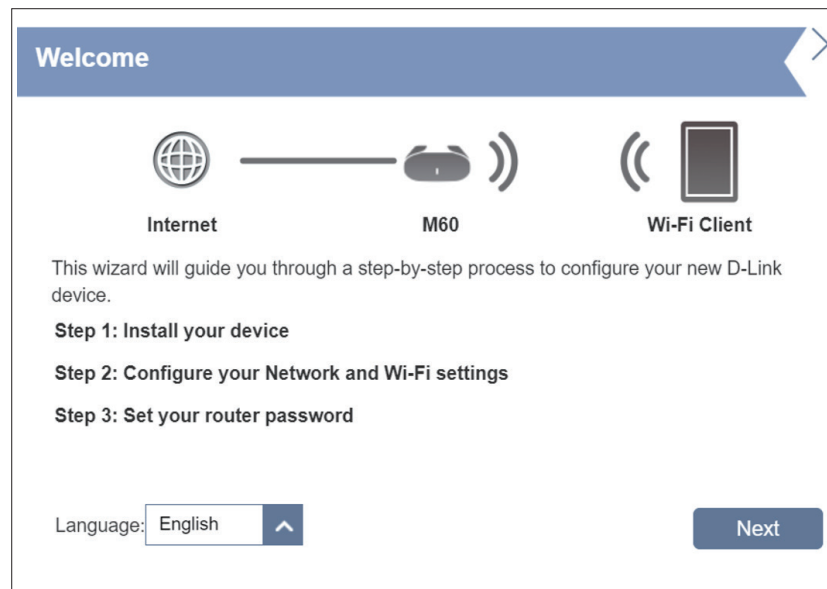 Welcome
Internet
M60
Wi-Fi Client
This wizard will guide you through a step-by-step process to configure your new D-Link
device.
Step 1: Install your device
Step 2: Configure your Network and Wi-Fi settings
Step 3: Set your router password
Language: English
Next